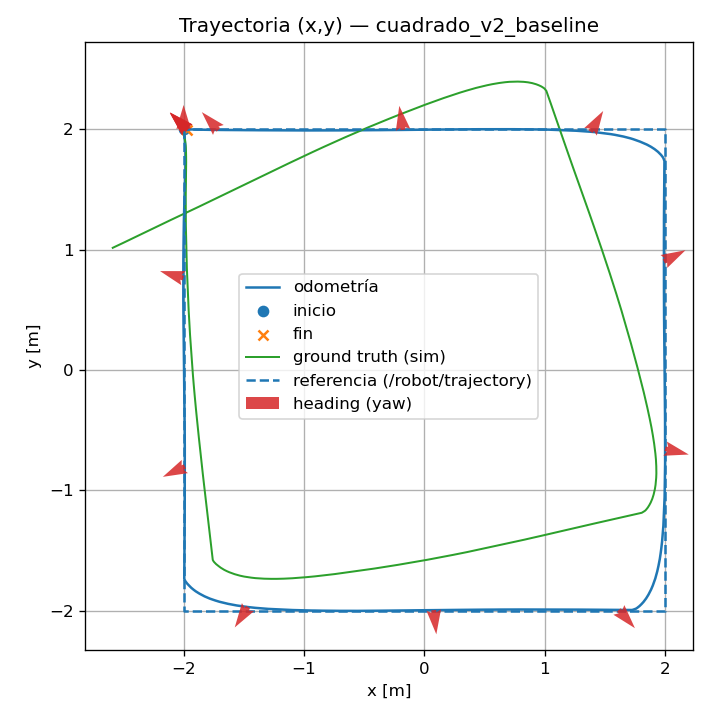 Trayectoria (x,y) — cuadrado_v2_baseline
y [m]
2
1
0
−1
−2
odometría
inicio
fin
ground truth (sim)
referencia (/robot/trajectory)
heading (yaw)
−2 −1 0 1 2
x [m]